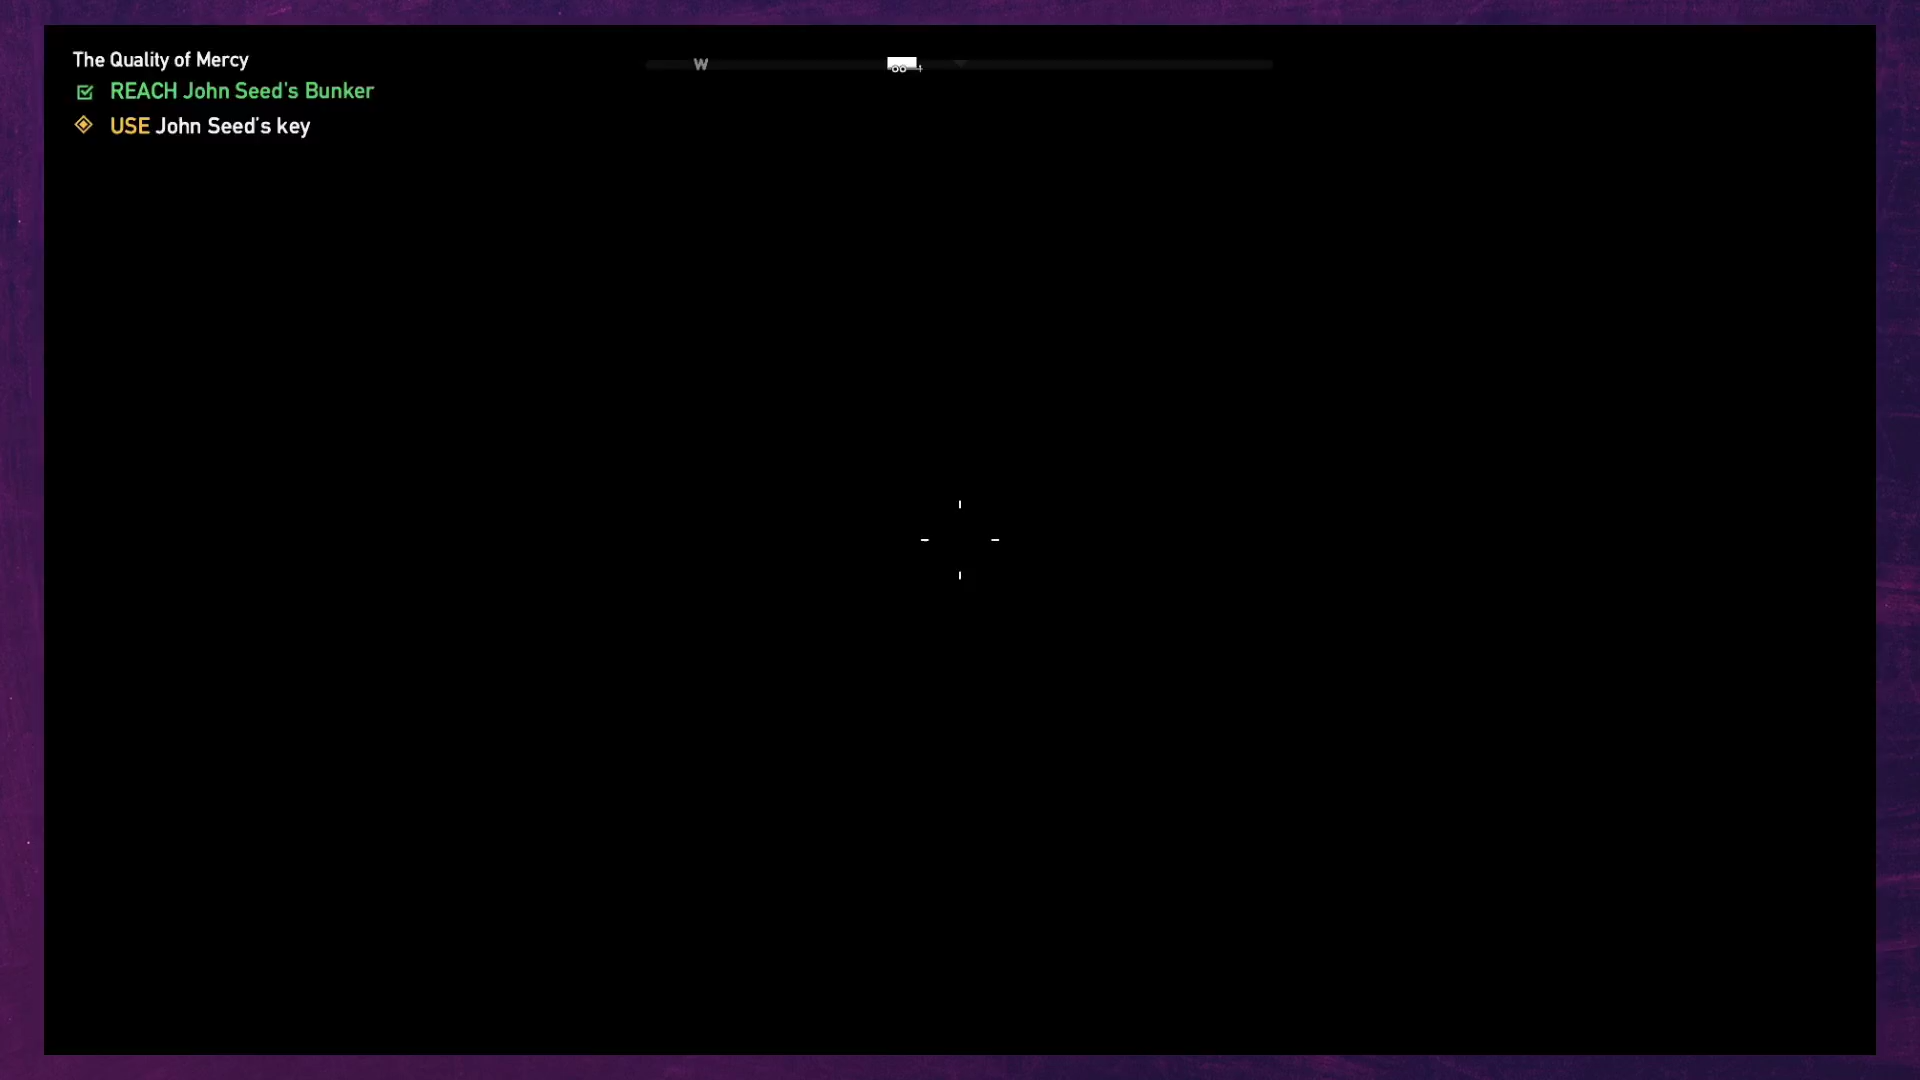 The Quality of Mercy
W
REACH John Seed's Bunker
USE John Seed's key